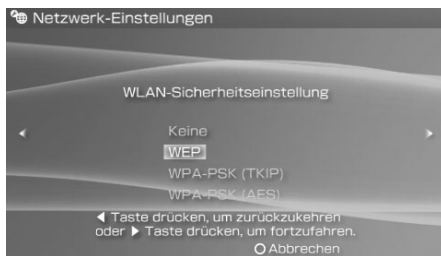 Netzwerk-Einstellungen
WLAN-Sicherheitseinstellung
Keine
WEP
WPA-PSK (TKIP)
WPA-PSK (AES)
◀ Taste drücken, um zurückzukehren
oder ▶ Taste drücken, um fortzufahren.
○ Abbrechen